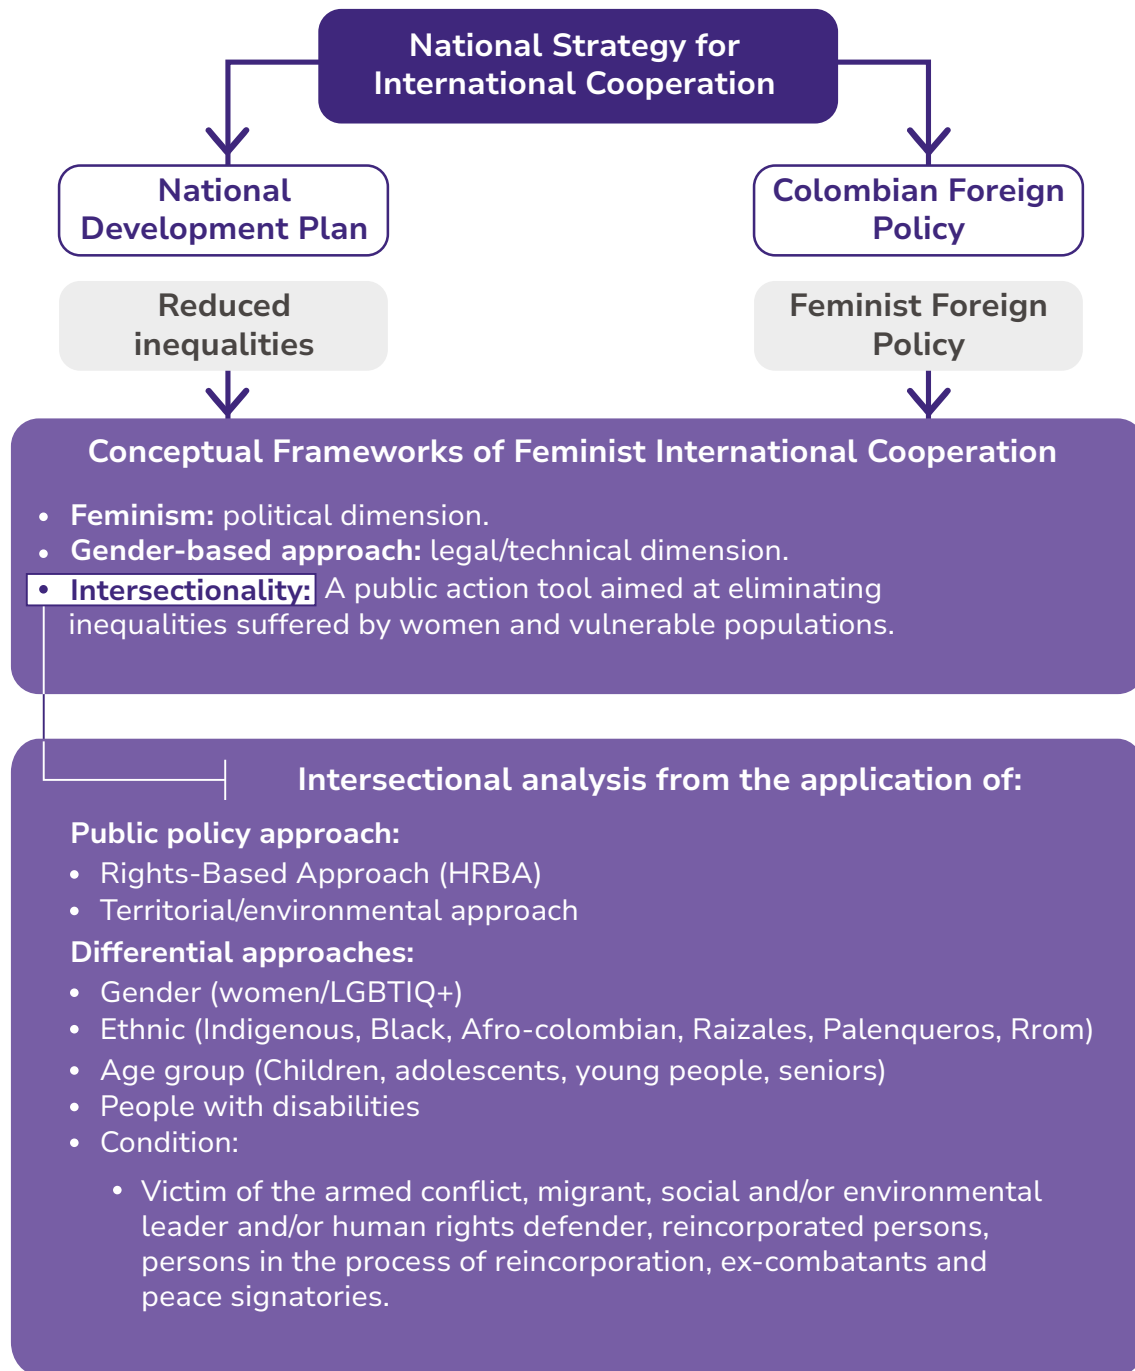 National Strategy for
International Cooperation
National
Development Plan
Colombian Foreign
Policy
Reduced
inequalities
Feminist Foreign
Policy
Conceptual Frameworks of Feminist International Cooperation
• Feminism: political dimension.
• Gender-based approach: legal/technical dimension.
• Intersectionality: A public action tool aimed at eliminating
inequalities suffered by women and vulnerable populations.
Intersectional analysis from the application of:
Public policy approach:
• Rights-Based Approach (HRBA)
• Territorial/environmental approach
Differential approaches:
• Gender (women/LGBTIQ+)
• Ethnic (Indigenous, Black, Afro-colombian, Raizales, Palenqueros, Rrom)
• Age group (Children, adolescents, young people, seniors)
• People with disabilities
• Condition:
• Victim of the armed conflict, migrant, social and/or environmental
leader and/or human rights defender, reincorporated persons,
persons in the process of reincorporation, ex-combatants and
peace signatories.